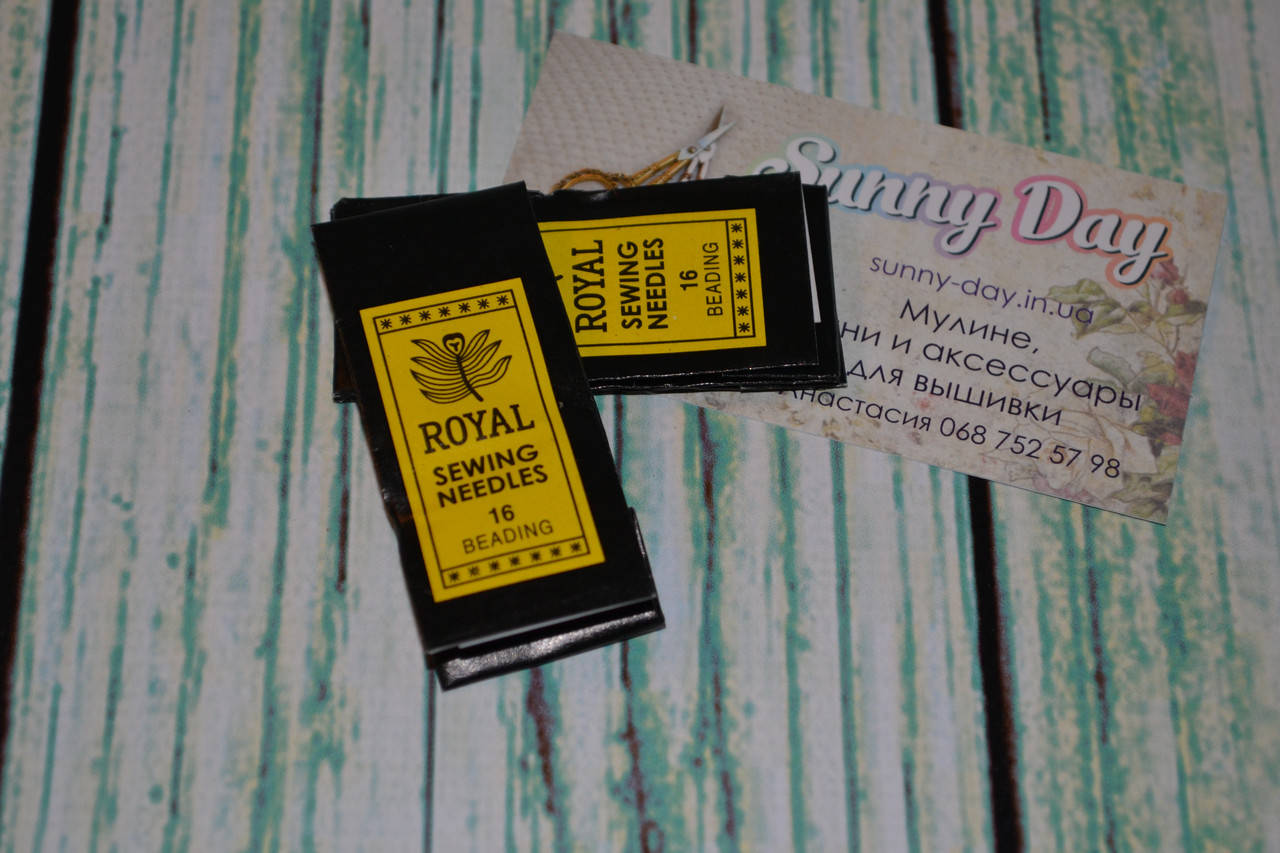 ROYAL
SEWING
NEEDLES
16
BEADING
ROYAL
SEWING
NEEDLES
16
BEADING
Sunny Day
sunny-day.in.ua
Мулине,
и аксессуары
для вышивки
Анастасия 068 752 57 98